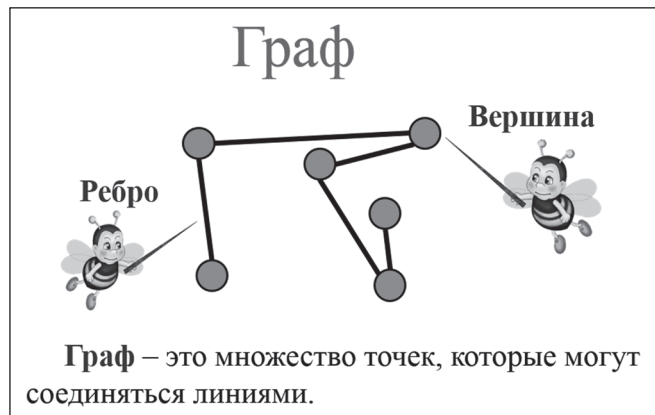 Граф
Вершина
Ребро
Граф – это множество точек, которые могут
соединяться линиями.